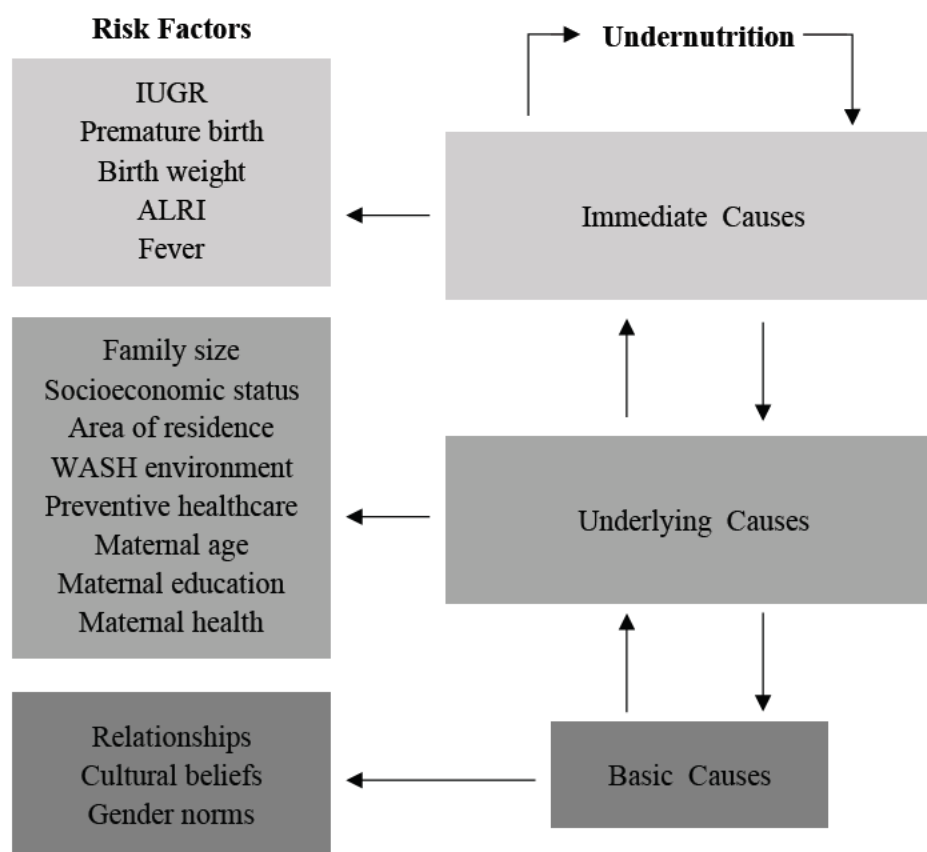 Risk Factors
Undernutrition
IUGR
Premature birth
Birth weight
ALRI
Fever
Immediate Causes
Family size
Socioeconomic status
Area of residence
WASH environment
Preventive healthcare
Maternal age
Maternal education
Maternal health
Underlying Causes
Relationships
Cultural beliefs
Gender norms
Basic Causes